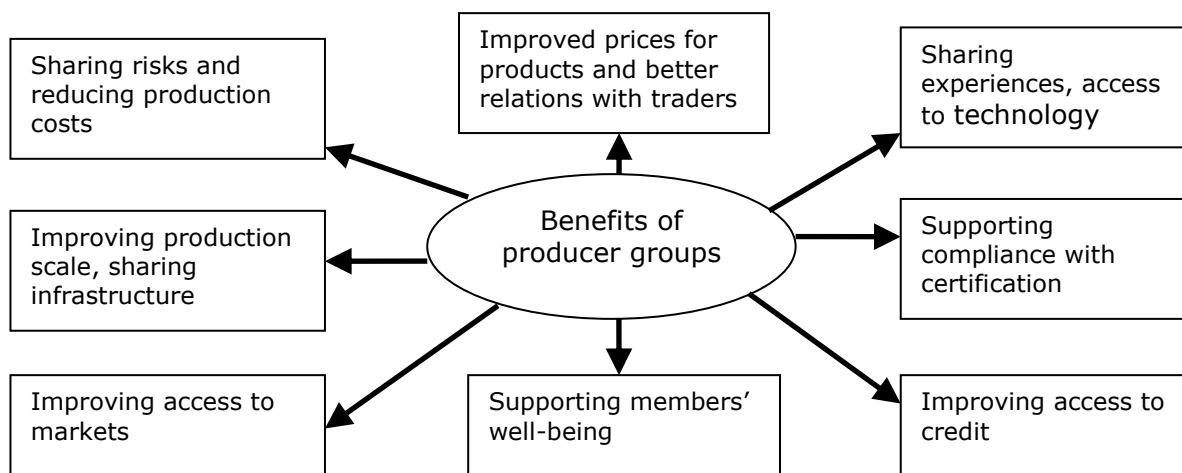 Sharing risks and
reducing production
costs
Improved prices for
products and better
relations with traders
Sharing
experiences, access
to technology
Improving production
scale, sharing
infrastructure
Benefits of
producer groups
Supporting
compliance with
certification
Improving access to
markets
Supporting members’
well-being
Improving access to
credit